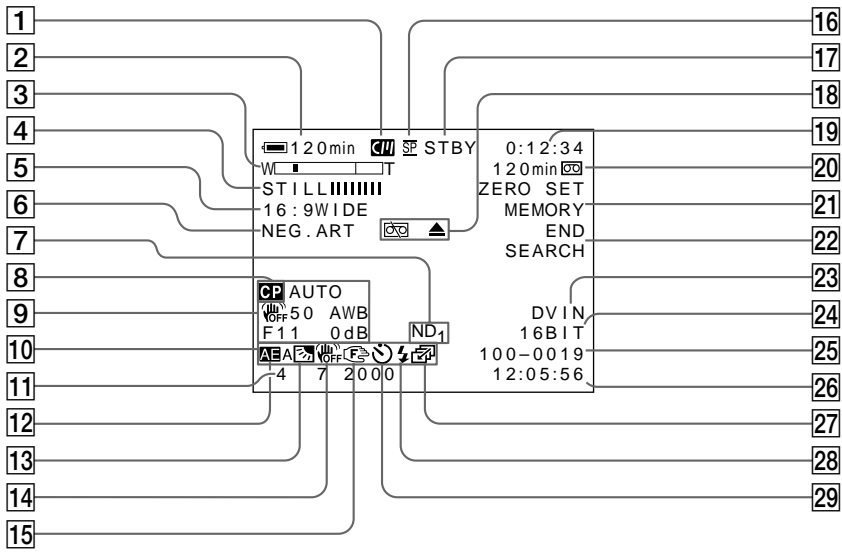 1
2
3
4
5
6
7
8
9
10
11
12
13
14
15
16
17
18
19
20
21
22
23
24
25
26
27
28
29
120min SP STBY 0:12:34
W T 120min
STILL ZERO SET
16:9WIDE MEMORY
NEG.ART END
SEARCH
CP AUTO
OFF 50 AWB DV IN
F11 0dB ND1 16BIT
AE A OFF F 100–0019
4 7 2000 12:05:56